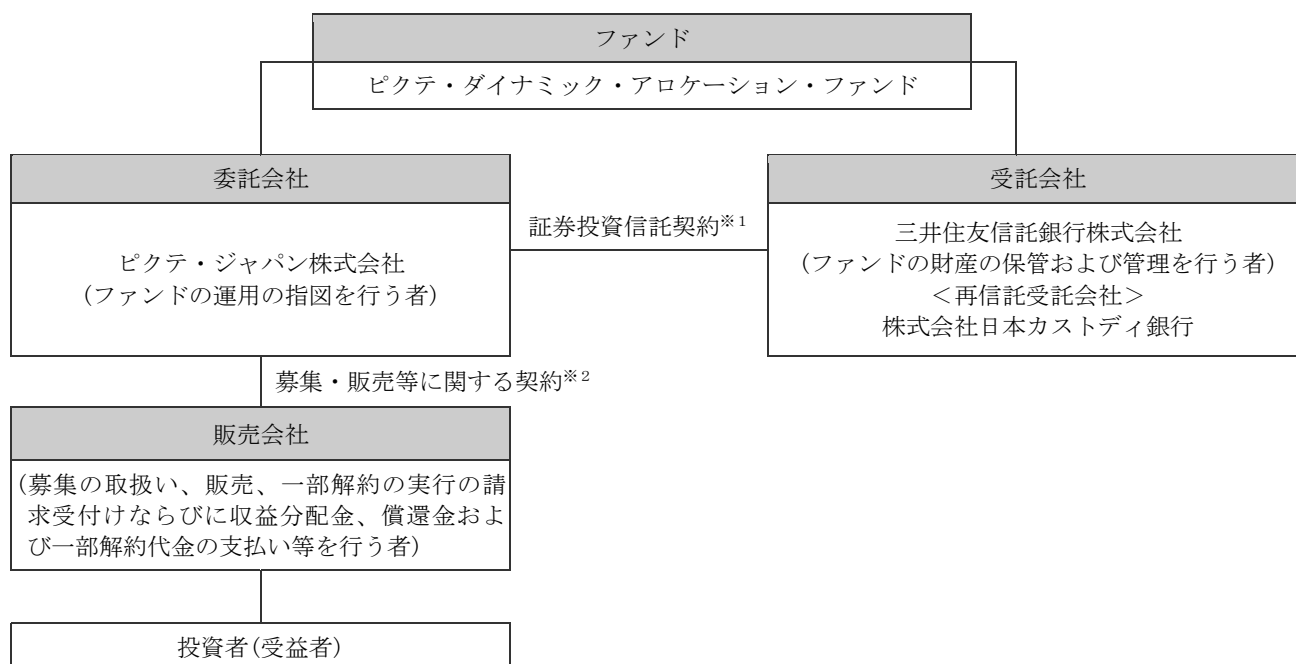 ファンド
ピクテ・ダイナミック・アロケーション・ファンド
委託会社
ピクテ・ジャパン株式会社
(ファンドの運用の指図を行う者)
証券投資信託契約※1
受託会社
三井住友信託銀行株式会社
(ファンドの財産の保管および管理を行う者)
<再信託受託会社>
株式会社日本カストディ銀行
募集・販売等に関する契約※2
販売会社
(募集の取扱い、販売、一部解約の実行の請
求受付けならびに収益分配金、償還金およ
び一部解約代金の支払い等を行う者)
投資者(受益者)